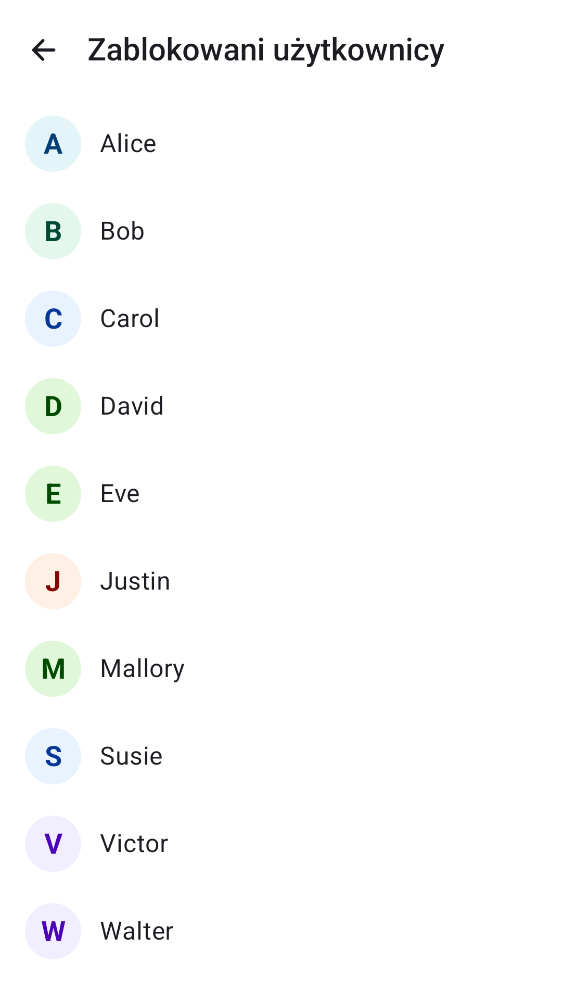 Zablokowani użytkownicy
A Alice
B Bob
C Carol
D David
E Eve
J Justin
M Mallory
S Susie
V Victor
W Walter